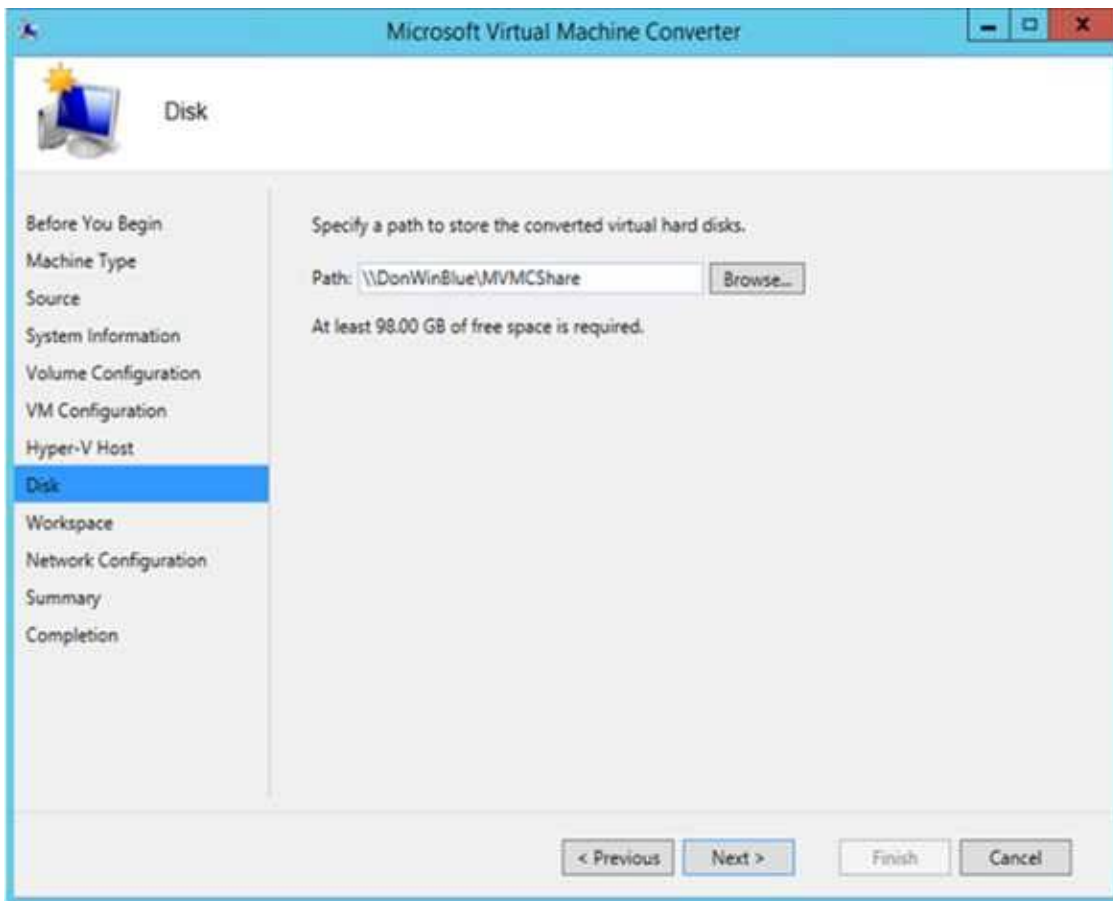 Microsoft Virtual Machine Converter
Disk
Before You Begin
Machine Type
Source
System Information
Volume Configuration
VM Configuration
Hyper-V Host
Disk
Workspace
Network Configuration
Summary
Completion
Specify a path to store the converted virtual hard disks.
Path: \\DonWinBlue\MVMCShare Browse...
At least 98.00 GB of free space is required.
< Previous Next > Finish Cancel